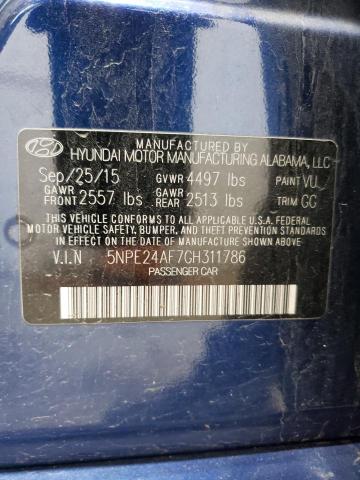 MANUFACTURED BY
HYUNDAI MOTOR MANUFACTURING ALABAMA, LLC
Sep/25/15 GVWR 4497 lbs PAINT VU
GAWR FRONT 2557 lbs GAWR REAR 2513 lbs TRIM GG
THIS VEHICLE CONFORMS TO ALL APPLICABLE U.S.A. FEDERAL
MOTOR VEHICLE SAFETY, BUMPER, AND THEFT PREVENTION
STANDARDS IN EFFECT ON THE DATE OF MANUFACTURE SHOWN ABOVE.
V.I.N 5NPE24AF7GH311786
PASSENGER CAR